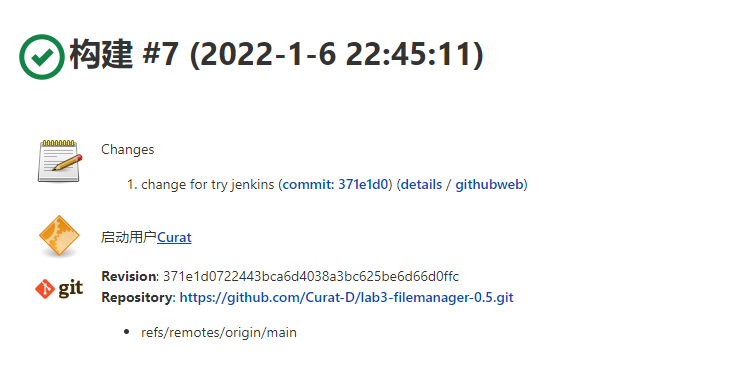 构建 #7 (2022-1-6 22:45:11)
Changes
1. change for try jenkins (commit: 371e1d0) (details / githubweb)
启动用户Curat
git
Revision: 371e1d0722443bca6d4038a3bc625be6d66d0ffc
Repository: https://github.com/Curat-D/lab3-filemanager-0.5.git
• refs/remotes/origin/main